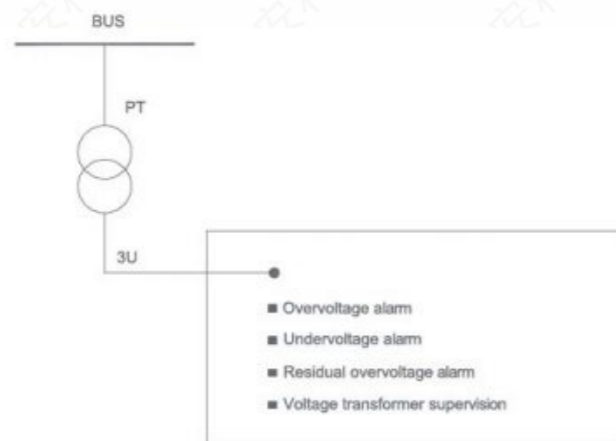 BUS
PT
3U
Overvoltage alarm
Undervoltage alarm
Residual overvoltage alarm
Voltage transformer supervision